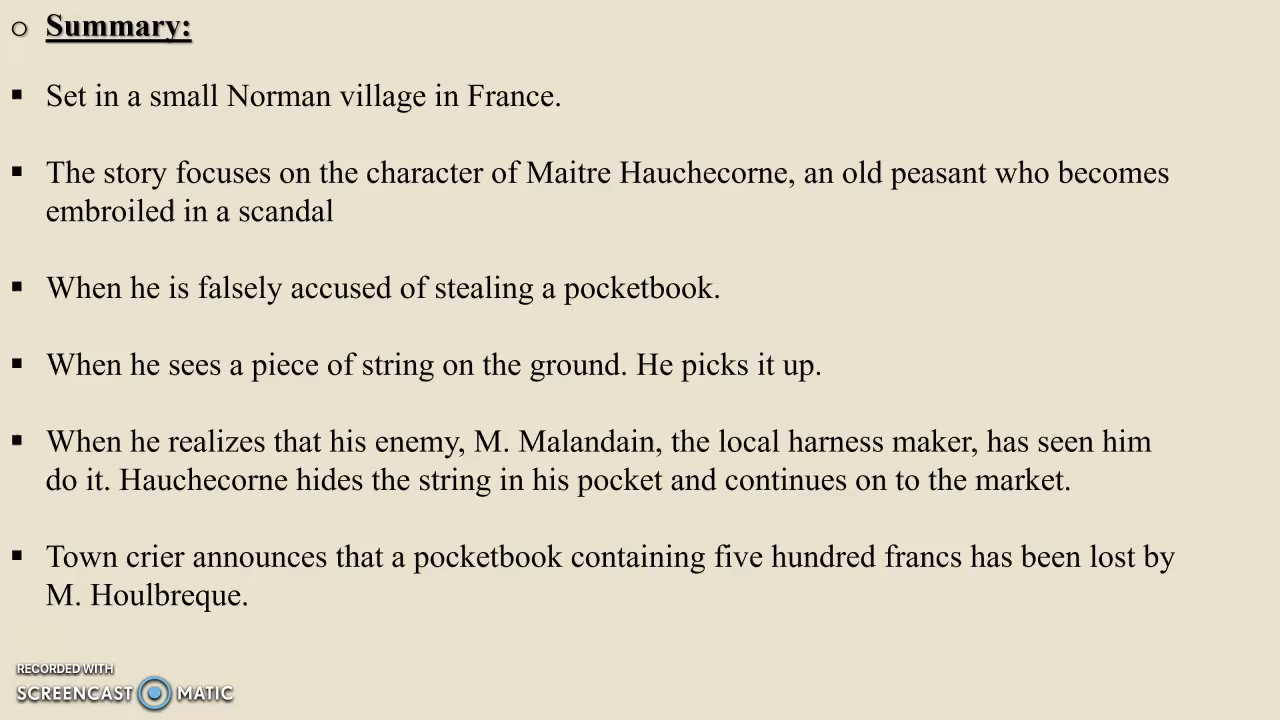 o Summary:
▪ Set in a small Norman village in France.
▪ The story focuses on the character of Maitre Hauchecorne, an old peasant who becomes
embroiled in a scandal
▪ When he is falsely accused of stealing a pocketbook.
▪ When he sees a piece of string on the ground. He picks it up.
▪ When he realizes that his enemy, M. Malandain, the local harness maker, has seen him
do it. Hauchecorne hides the string in his pocket and continues on to the market.
▪ Town crier announces that a pocketbook containing five hundred francs has been lost by
M. Houlbreque.
RECORDED WITH
SCREENCAST MATIC